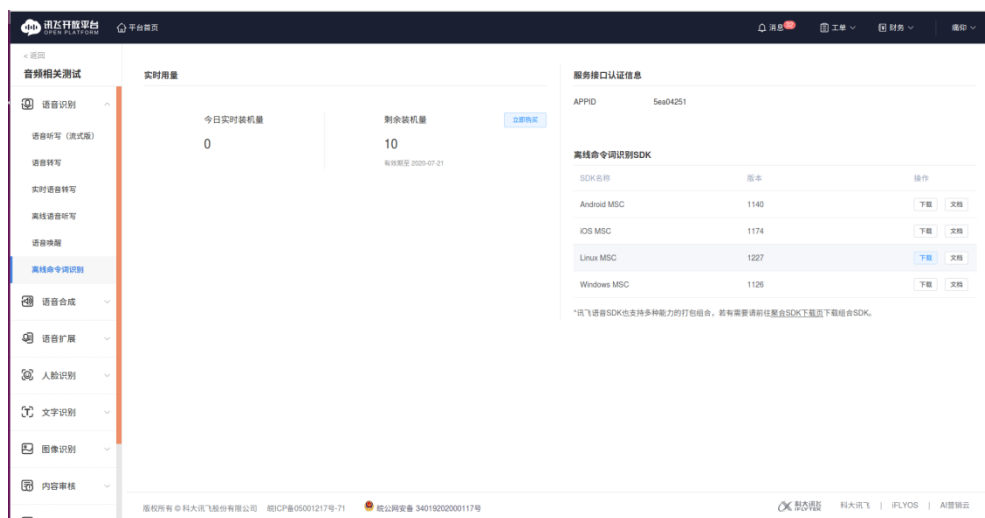 讯飞开放平台
OPEN PLATFORM
平台首页
消息
工单
财务
痛仰
«返回
音频相关测试
语音识别
语音听写（流式版）
语音转写
实时语音转写
离线语音听写
语音唤醒
离线命令词识别
语音合成
语音扩展
人脸识别
文字识别
图像识别
内容审核
实时用量
今日实时装机量
0
剩余装机量
10
有效期至 2020-07-21
立即购买
服务接口认证信息
APPID 5ea04251
离线命令词识别SDK
SDK名称 版本 操作
Android MSC 1140 下载 文档
iOS MSC 1174 下载 文档
Linux MSC 1227 下载 文档
Windows MSC 1126 下载 文档
*讯飞语音SDK也支持多种能力的打包组合，若有需要请前往聚合SDK下载页下载组合SDK。
版权所有 © 科大讯飞股份有限公司 皖ICP备05001217号-71 皖公网安备 34019202000117号
科大讯飞
iFLYTEK
科大讯飞 | iFLYOS | AI营销云